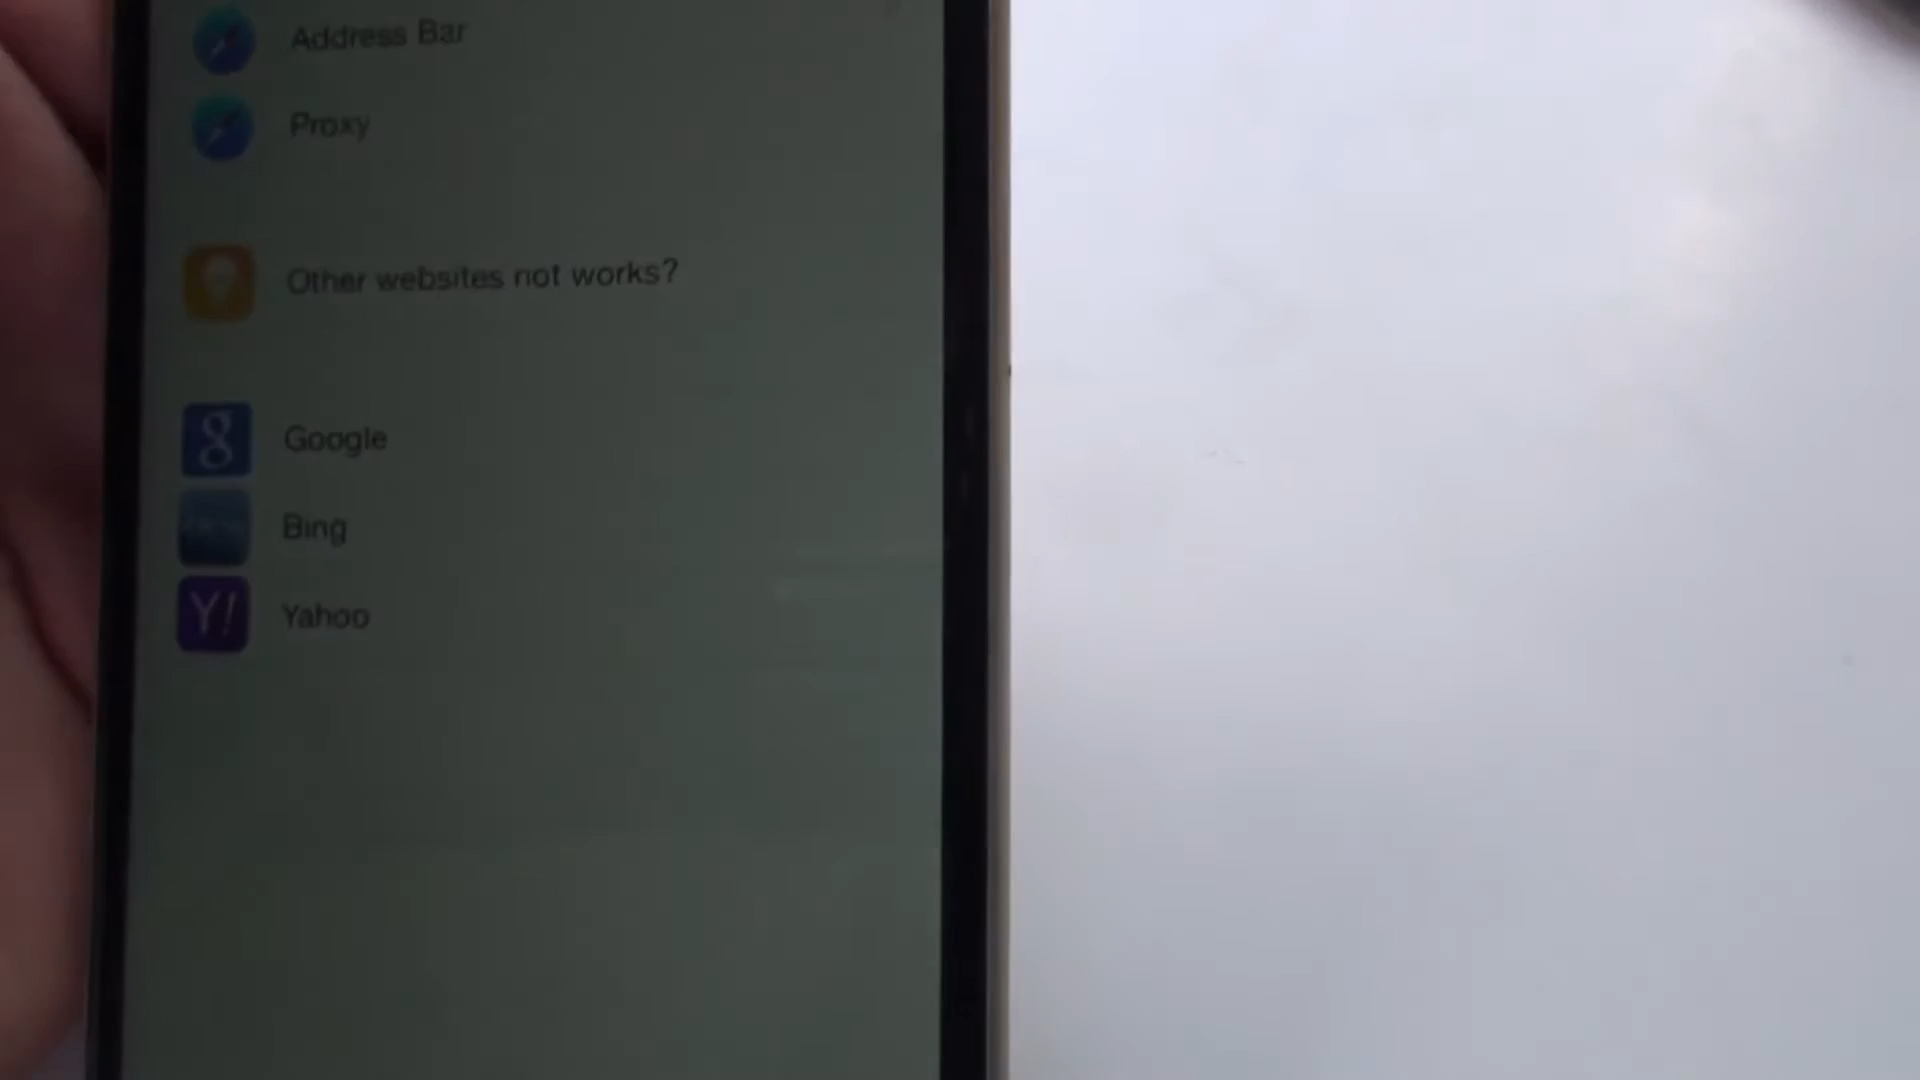 Address Bar
Proxy
Other websites not works?
g Google
Bing
Y! Yahoo